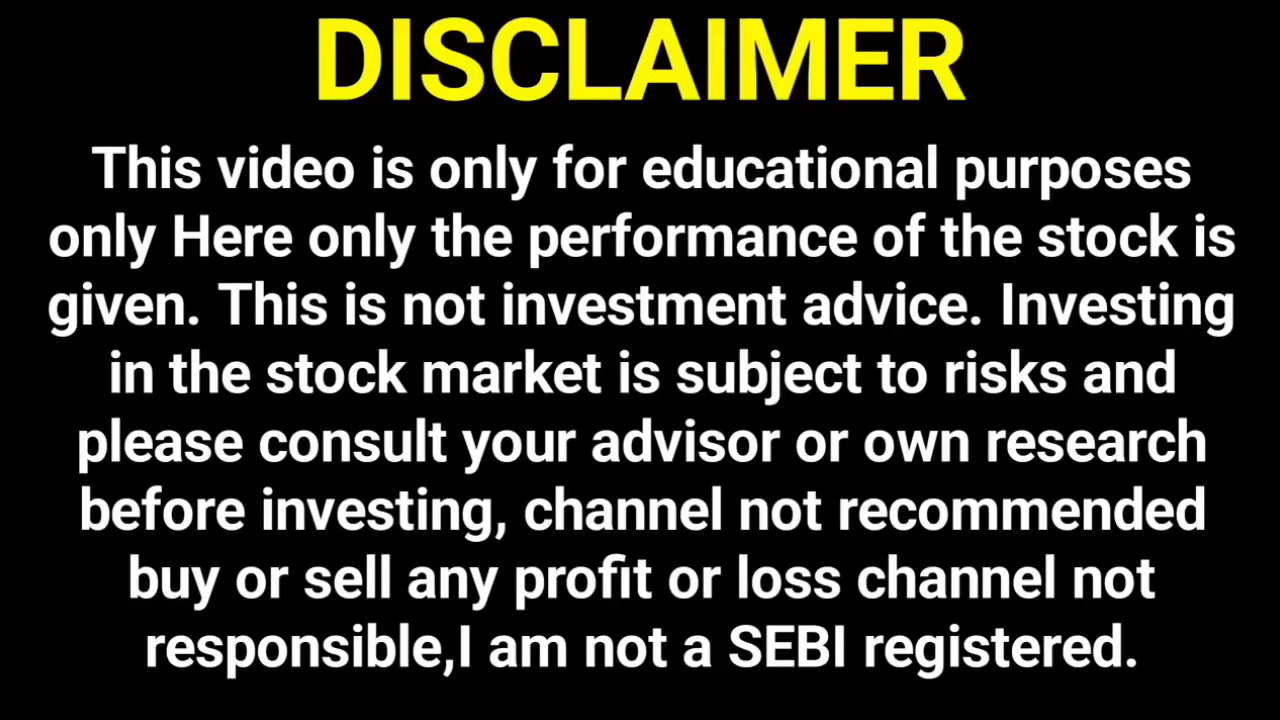 DISCLAIMER
This video is only for educational purposes
only Here only the performance of the stock is
given. This is not investment advice. Investing
in the stock market is subject to risks and
please consult your advisor or own research
before investing, channel not recommended
buy or sell any profit or loss channel not
responsible,I am not a SEBI registered.